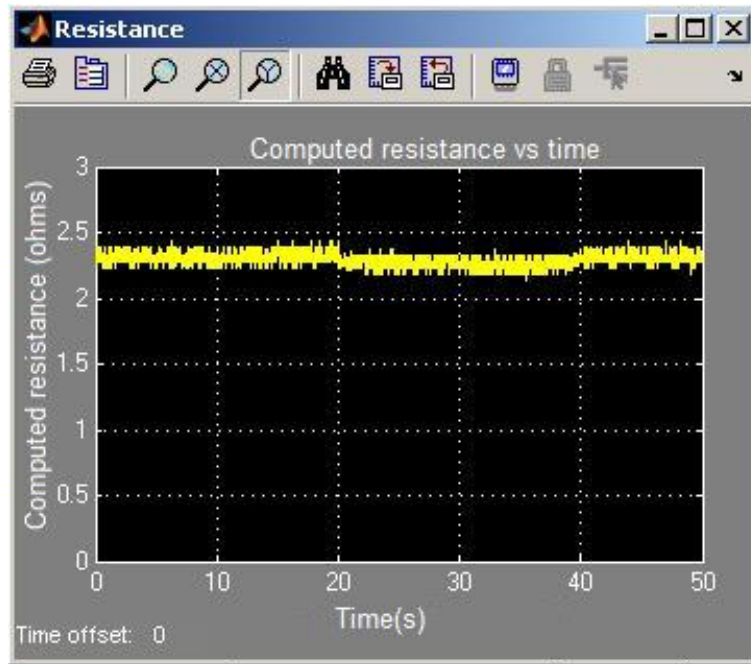 Resistance
Computed resistance vs time
Computed resistance (ohms)
3
2.5
2
1.5
1
0.5
0
0 10 20 30 40 50
Time(s)
Time offset: 0